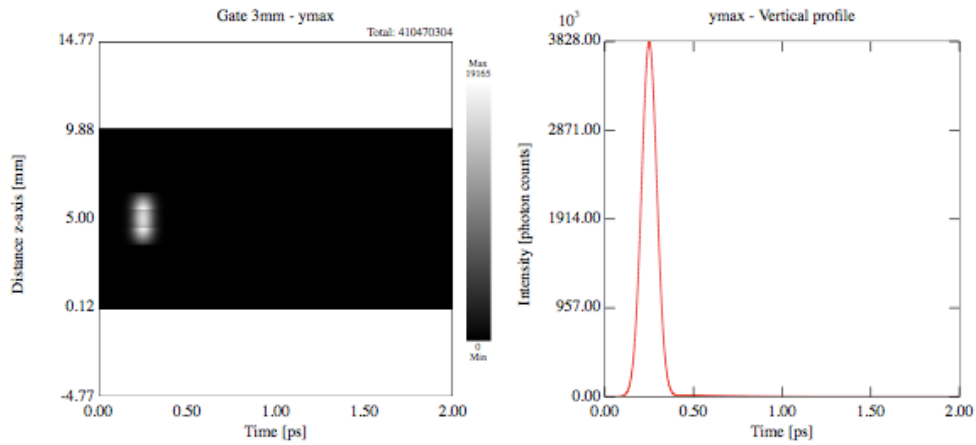 Gate 3mm - ymax
Total: 410470304
14.77
9.88
5.00
0.12
-4.77
Distance z-axis [mm]
0.00
0.50
1.00
1.50
2.00
Time [ps]
Max
19165
0
Min
ymax - Vertical profile
10³
3828.00
2871.00
1914.00
957.00
0.00
Intensity [photon counts]
0.00
0.50
1.00
1.50
2.00
Time [ps]